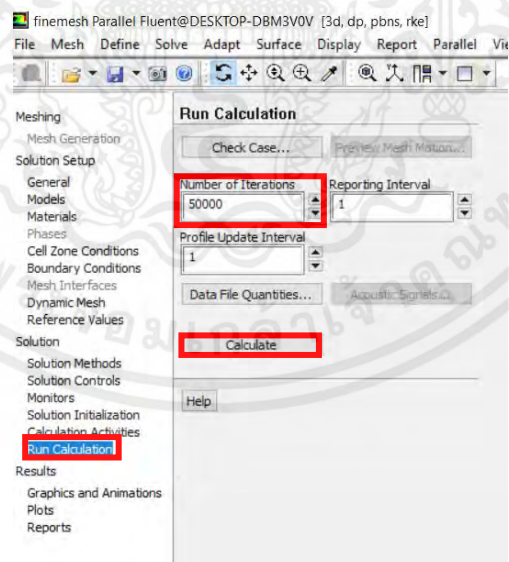 finemesh Parallel Fluent@DESKTOP-DBM3V0V [3d, dp, pbns, rke]
File Mesh Define Solve Adapt Surface Display Report Parallel Vie
Meshing
Mesh Generation
Solution Setup
General
Models
Materials
Phases
Cell Zone Conditions
Boundary Conditions
Mesh Interfaces
Dynamic Mesh
Reference Values
Solution
Solution Methods
Solution Controls
Monitors
Solution Initialization
Calculation Activities
Run Calculation
Results
Graphics and Animations
Plots
Reports
Run Calculation
Check Case... Preview Mesh Motion...
Number of Iterations Reporting Interval
50000 1
Profile Update Interval
1
Data File Quantities... Acoustic Signals...
Calculate
Help